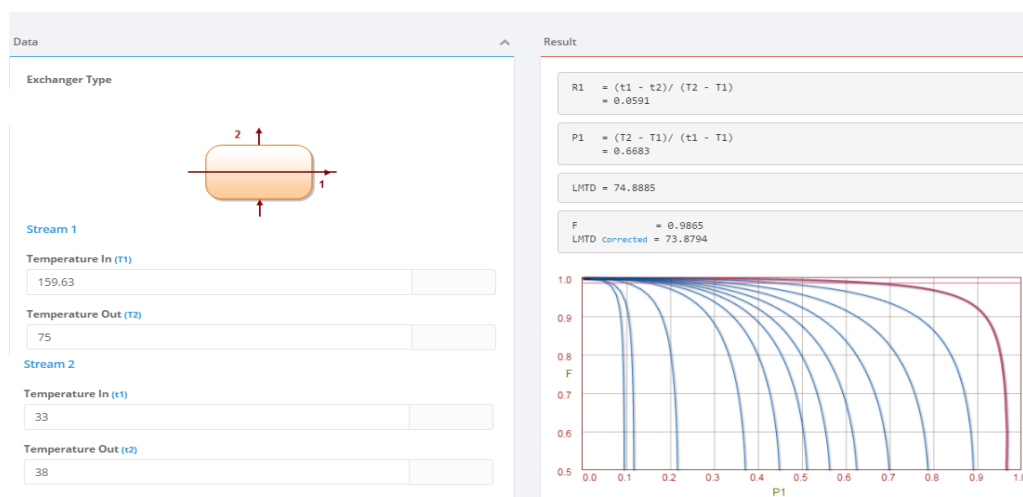 Data
Exchanger Type
2
1
Stream 1
Temperature In (T1)
159.63
Temperature Out (T2)
75
Stream 2
Temperature In (t1)
33
Temperature Out (t2)
38
Result
R1 = (t1 - t2)/ (T2 - T1)
= 0.0591
P1 = (T2 - T1)/ (t1 - T1)
= 0.6683
LMTD = 74.8885
F = 0.9865
LMTD Corrected = 73.8794
1.0
0.9
0.8
F
0.7
0.6
0.5
0.0 0.1 0.2 0.3 0.4 0.5 0.6 0.7 0.8 0.9 1.0
P1